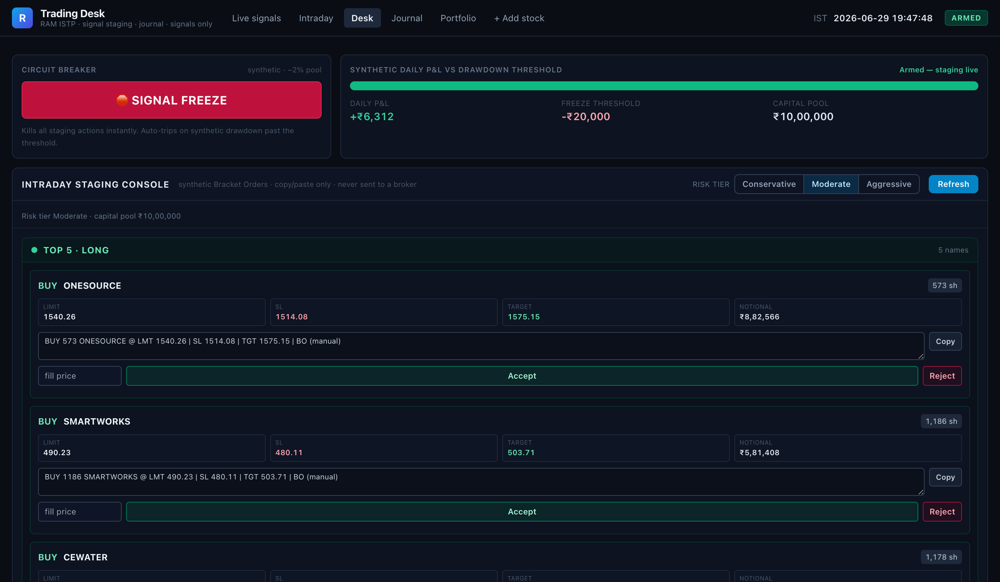 R
Trading Desk
RAM ISTP · signal staging · journal · signals only
Live signals
Intraday
Desk
Journal
Portfolio
+ Add stock
IST 2026-06-29 19:47:48
ARMED
CIRCUIT BREAKER
synthetic · −2% pool
SIGNAL FREEZE
Kills all staging actions instantly. Auto-trips on synthetic drawdown past the
threshold.
SYNTHETIC DAILY P&L VS DRAWDOWN THRESHOLD
Armed — staging live
DAILY P&L
+₹6,312
FREEZE THRESHOLD
-₹20,000
CAPITAL POOL
₹10,00,000
INTRADAY STAGING CONSOLE
synthetic Bracket Orders · copy/paste only · never sent to a broker
RISK TIER
Conservative
Moderate
Aggressive
Refresh
Risk tier Moderate · capital pool ₹10,00,000
TOP 5 · LONG
5 names
BUY ONESOURCE
573 sh
LIMIT
1540.26
SL
1514.08
TARGET
1575.15
NOTIONAL
₹8,82,566
BUY 573 ONESOURCE @ LMT 1540.26 | SL 1514.08 | TGT 1575.15 | BO (manual)
Copy
fill price
Accept
Reject
BUY SMARTWORKS
1,186 sh
LIMIT
490.23
SL
480.11
TARGET
503.71
NOTIONAL
₹5,81,408
BUY 1186 SMARTWORKS @ LMT 490.23 | SL 480.11 | TGT 503.71 | BO (manual)
Copy
fill price
Accept
Reject
BUY CEWATER
1,178 sh
LIMIT
SL
TARGET
NOTIONAL